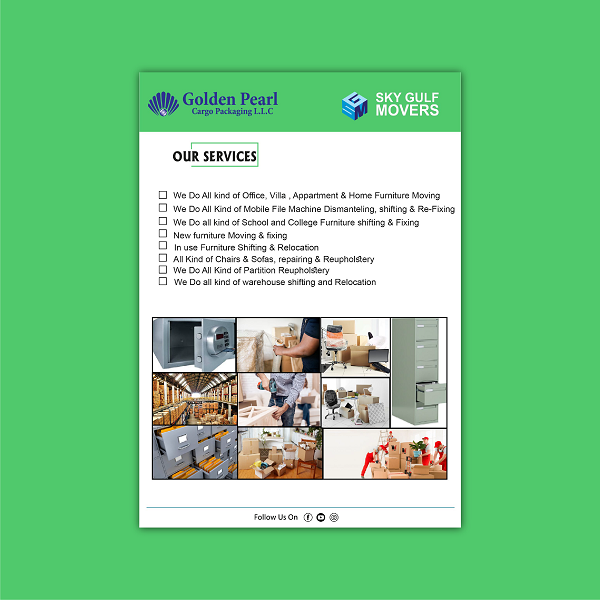 Golden Pearl
Cargo Packaging L.L.C
SKY GULF
MOVERS
OUR SERVICES
We Do All kind of Office, Villa , Appartment & Home Furniture Moving
We Do All Kind of Mobile File Machine Dismanteling, shifting & Re-Fixing
We Do all kind of School and College Furniture shifting & Fixing
New furniture Moving & fixing
In use Furniture Shifting & Relocation
All Kind of Chairs & Sofas, repairing & Reupholstery
We Do All Kind of Partition Reupholstery
We Do all kind of warehouse shifting and Relocation
Follow Us On